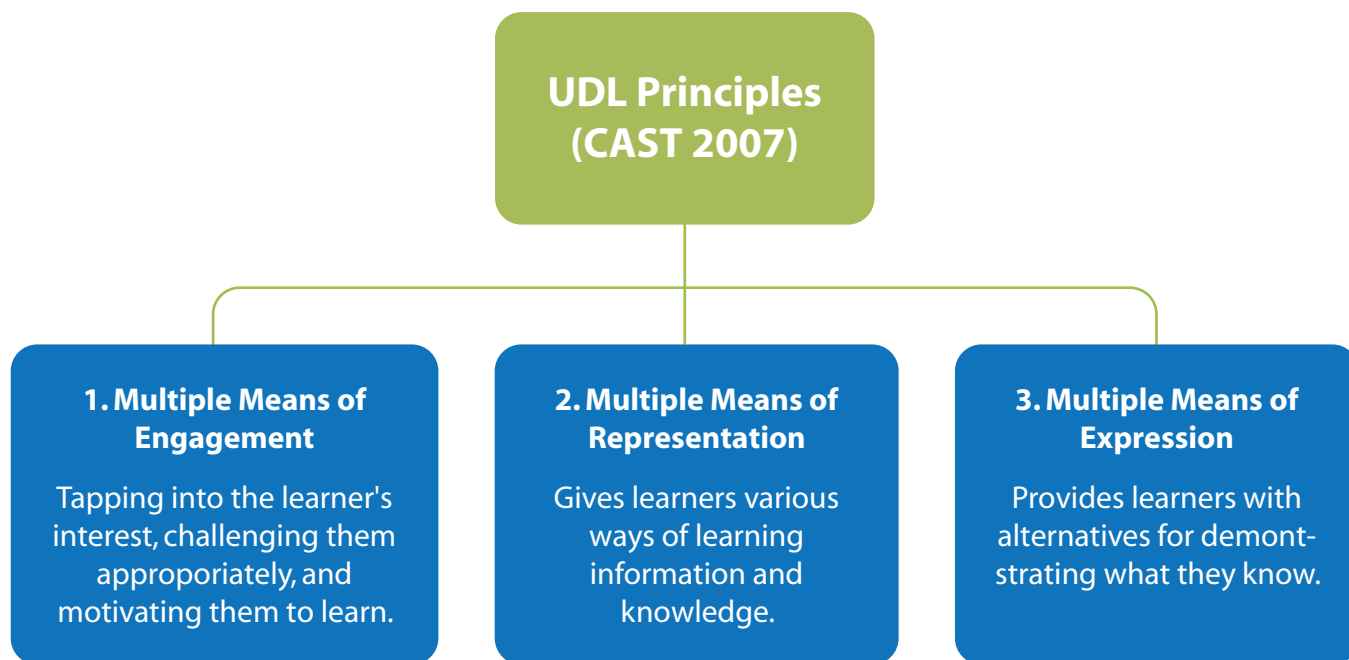 UDL Principles
(CAST 2007)
1. Multiple Means of
Engagement
Tapping into the learner's
interest, challenging them
approporiately, and
motivating them to learn.
2. Multiple Means of
Representation
Gives learners various
ways of learning
information and
knowledge.
3. Multiple Means of
Expression
Provides learners with
alternatives for demont-
strating what they know.